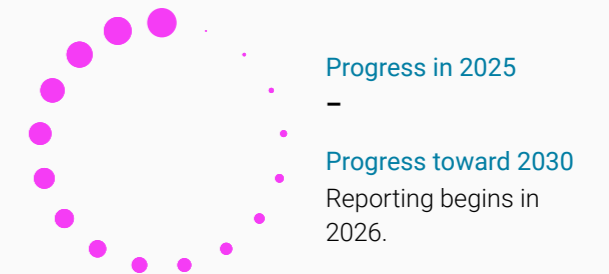 Progress in 2025
–
Progress toward 2030
Reporting begins in
2026.